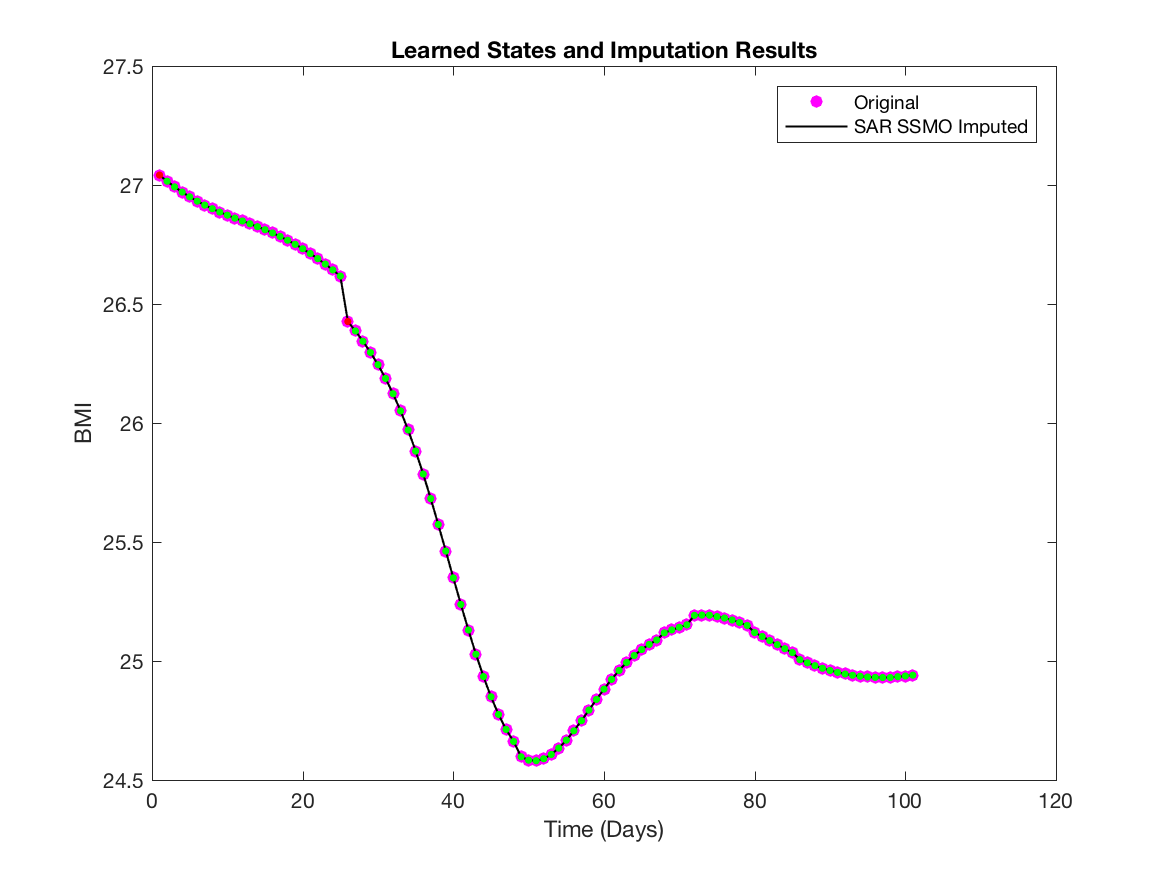 Learned States and Imputation Results
27.5
27
26.5
26
25.5
25
24.5
BMI
Original
SAR SSMO Imputed
0 20 40 60 80 100 120
Time (Days)